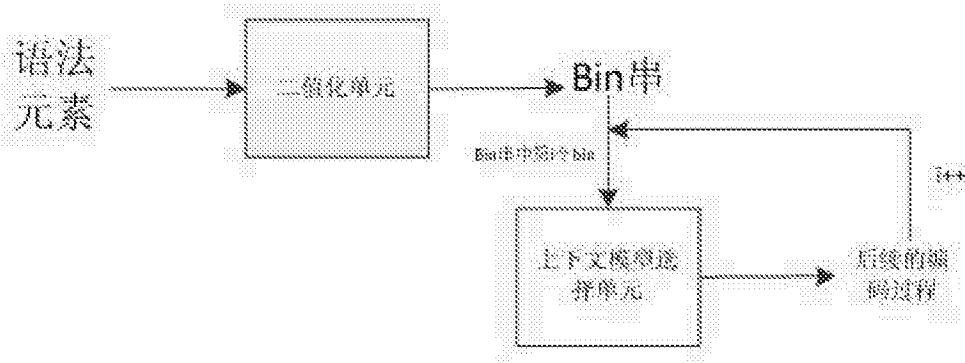 语法
元素
二值化单元
Bin串
Bin串中第i个bin
i++
上下文模型选
择单元
后续的编
码过程